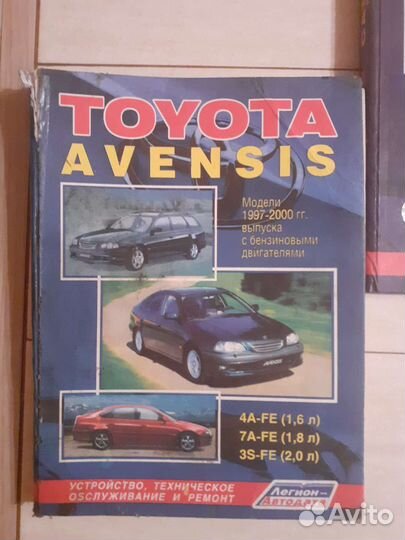 TOYOTA
AVENSIS
Модели
1997-2000 гг.
выпуска
с бензиновыми
двигателями
4A-FE (1,6 л)
7A-FE (1,8 л)
3S-FE (2,0 л)
УСТРОЙСТВО, ТЕХНИЧЕСКОЕ
ОБСЛУЖИВАНИЕ И РЕМОНТ
Легион-
Автодата
Avito